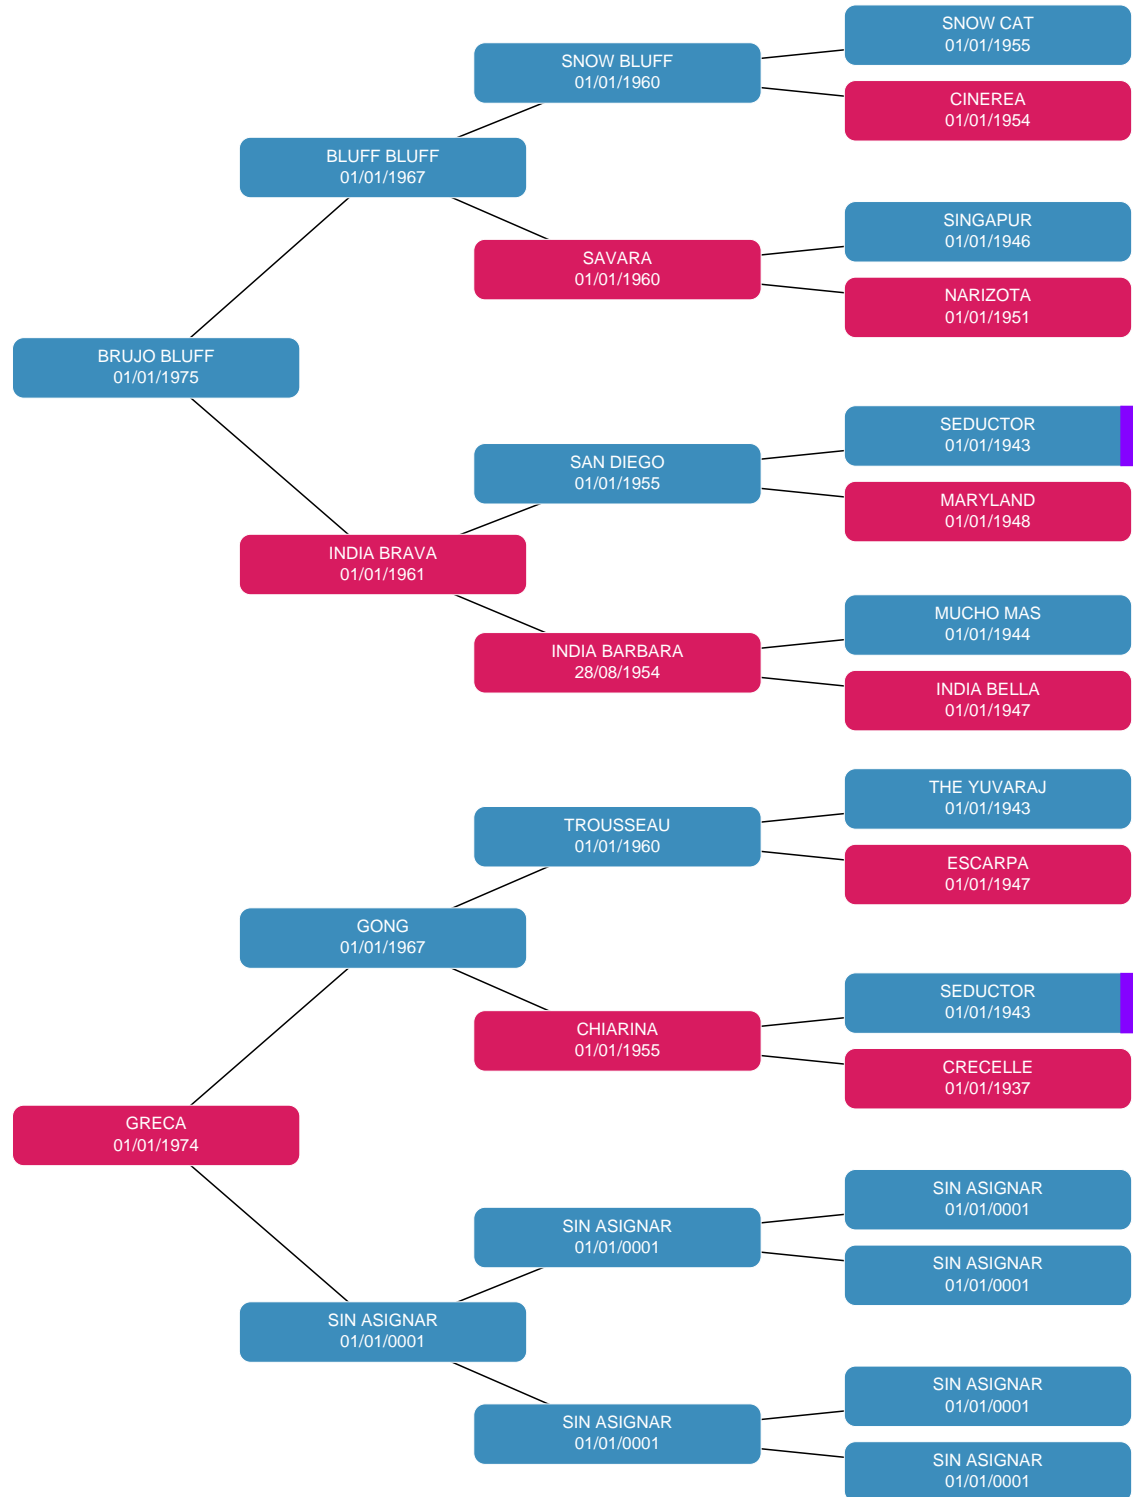 SNOW CAT
01/01/1955
SNOW BLUFF
01/01/1960
CINEREA
01/01/1954
BLUFF BLUFF
01/01/1967
SINGAPUR
01/01/1946
SAVARA
01/01/1960
NARIZOTA
01/01/1951
BRUJO BLUFF
01/01/1975
SEDUCTOR
01/01/1943
SAN DIEGO
01/01/1955
MARYLAND
01/01/1948
INDIA BRAVA
01/01/1961
MUCHO MAS
01/01/1944
INDIA BARBARA
28/08/1954
INDIA BELLA
01/01/1947
THE YUVARAJ
01/01/1943
TROUSSEAU
01/01/1960
ESCARPA
01/01/1947
GONG
01/01/1967
SEDUCTOR
01/01/1943
CHIARINA
01/01/1955
CRECELLE
01/01/1937
GRECA
01/01/1974
SIN ASIGNAR
01/01/0001
SIN ASIGNAR
01/01/0001
SIN ASIGNAR
01/01/0001
SIN ASIGNAR
01/01/0001
SIN ASIGNAR
01/01/0001
SIN ASIGNAR
01/01/0001
SIN ASIGNAR
01/01/0001